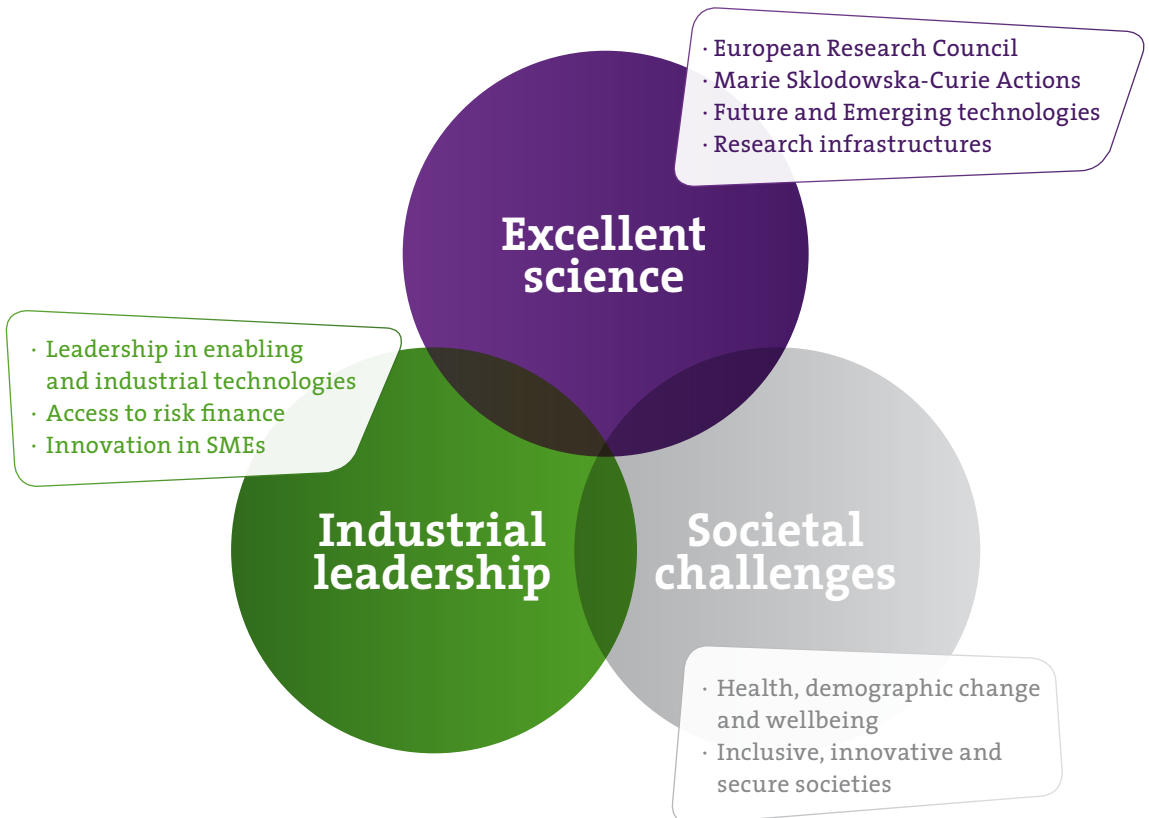 · European Research Council
· Marie Sklodowska-Curie Actions
· Future and Emerging technologies
· Research infrastructures
Excellent
science
· Leadership in enabling
and industrial technologies
· Access to risk finance
· Innovation in SMEs
Industrial
leadership
Societal
challenges
· Health, demographic change
and wellbeing
· Inclusive, innovative and
secure societies